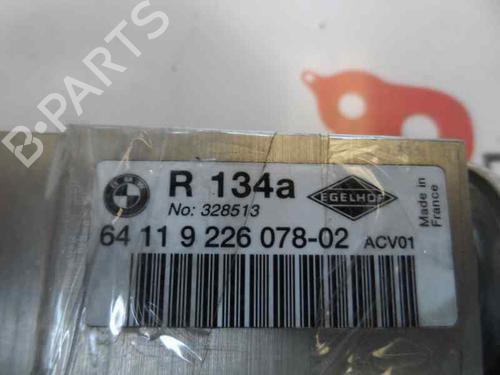 B-PARTS
R 134a
No: 328513
EGELHOF
Made in
France
64 11 9 226 078-02 ACV01